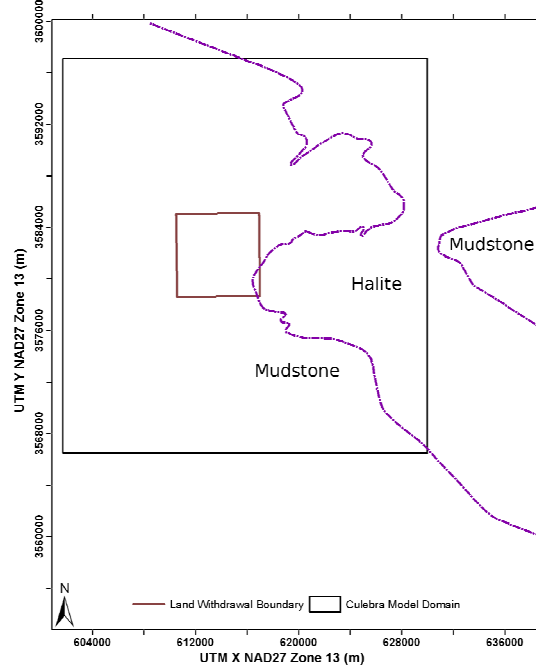 3600000
3592000
3584000
3576000
3568000
3560000
UTM Y NAD27 Zone 13 (m)
Mudstone
Halite
Mudstone
N
Land Withdrawal Boundary
Culebra Model Domain
604000
612000
620000
628000
636000
UTM X NAD27 Zone 13 (m)